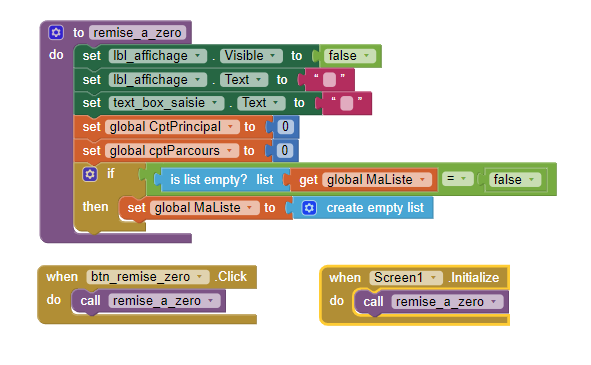 to remise_a_zero
do set lbl_affichage . Visible to false
set lbl_affichage . Text to “ ”
set text_box_saisie . Text to “ ”
set global CptPrincipal to 0
set global cptParcours to 0
if is list empty? list get global MaListe = false
then set global MaListe to create empty list
when btn_remise_zero .Click
do call remise_a_zero
when Screen1 .Initialize
do call remise_a_zero